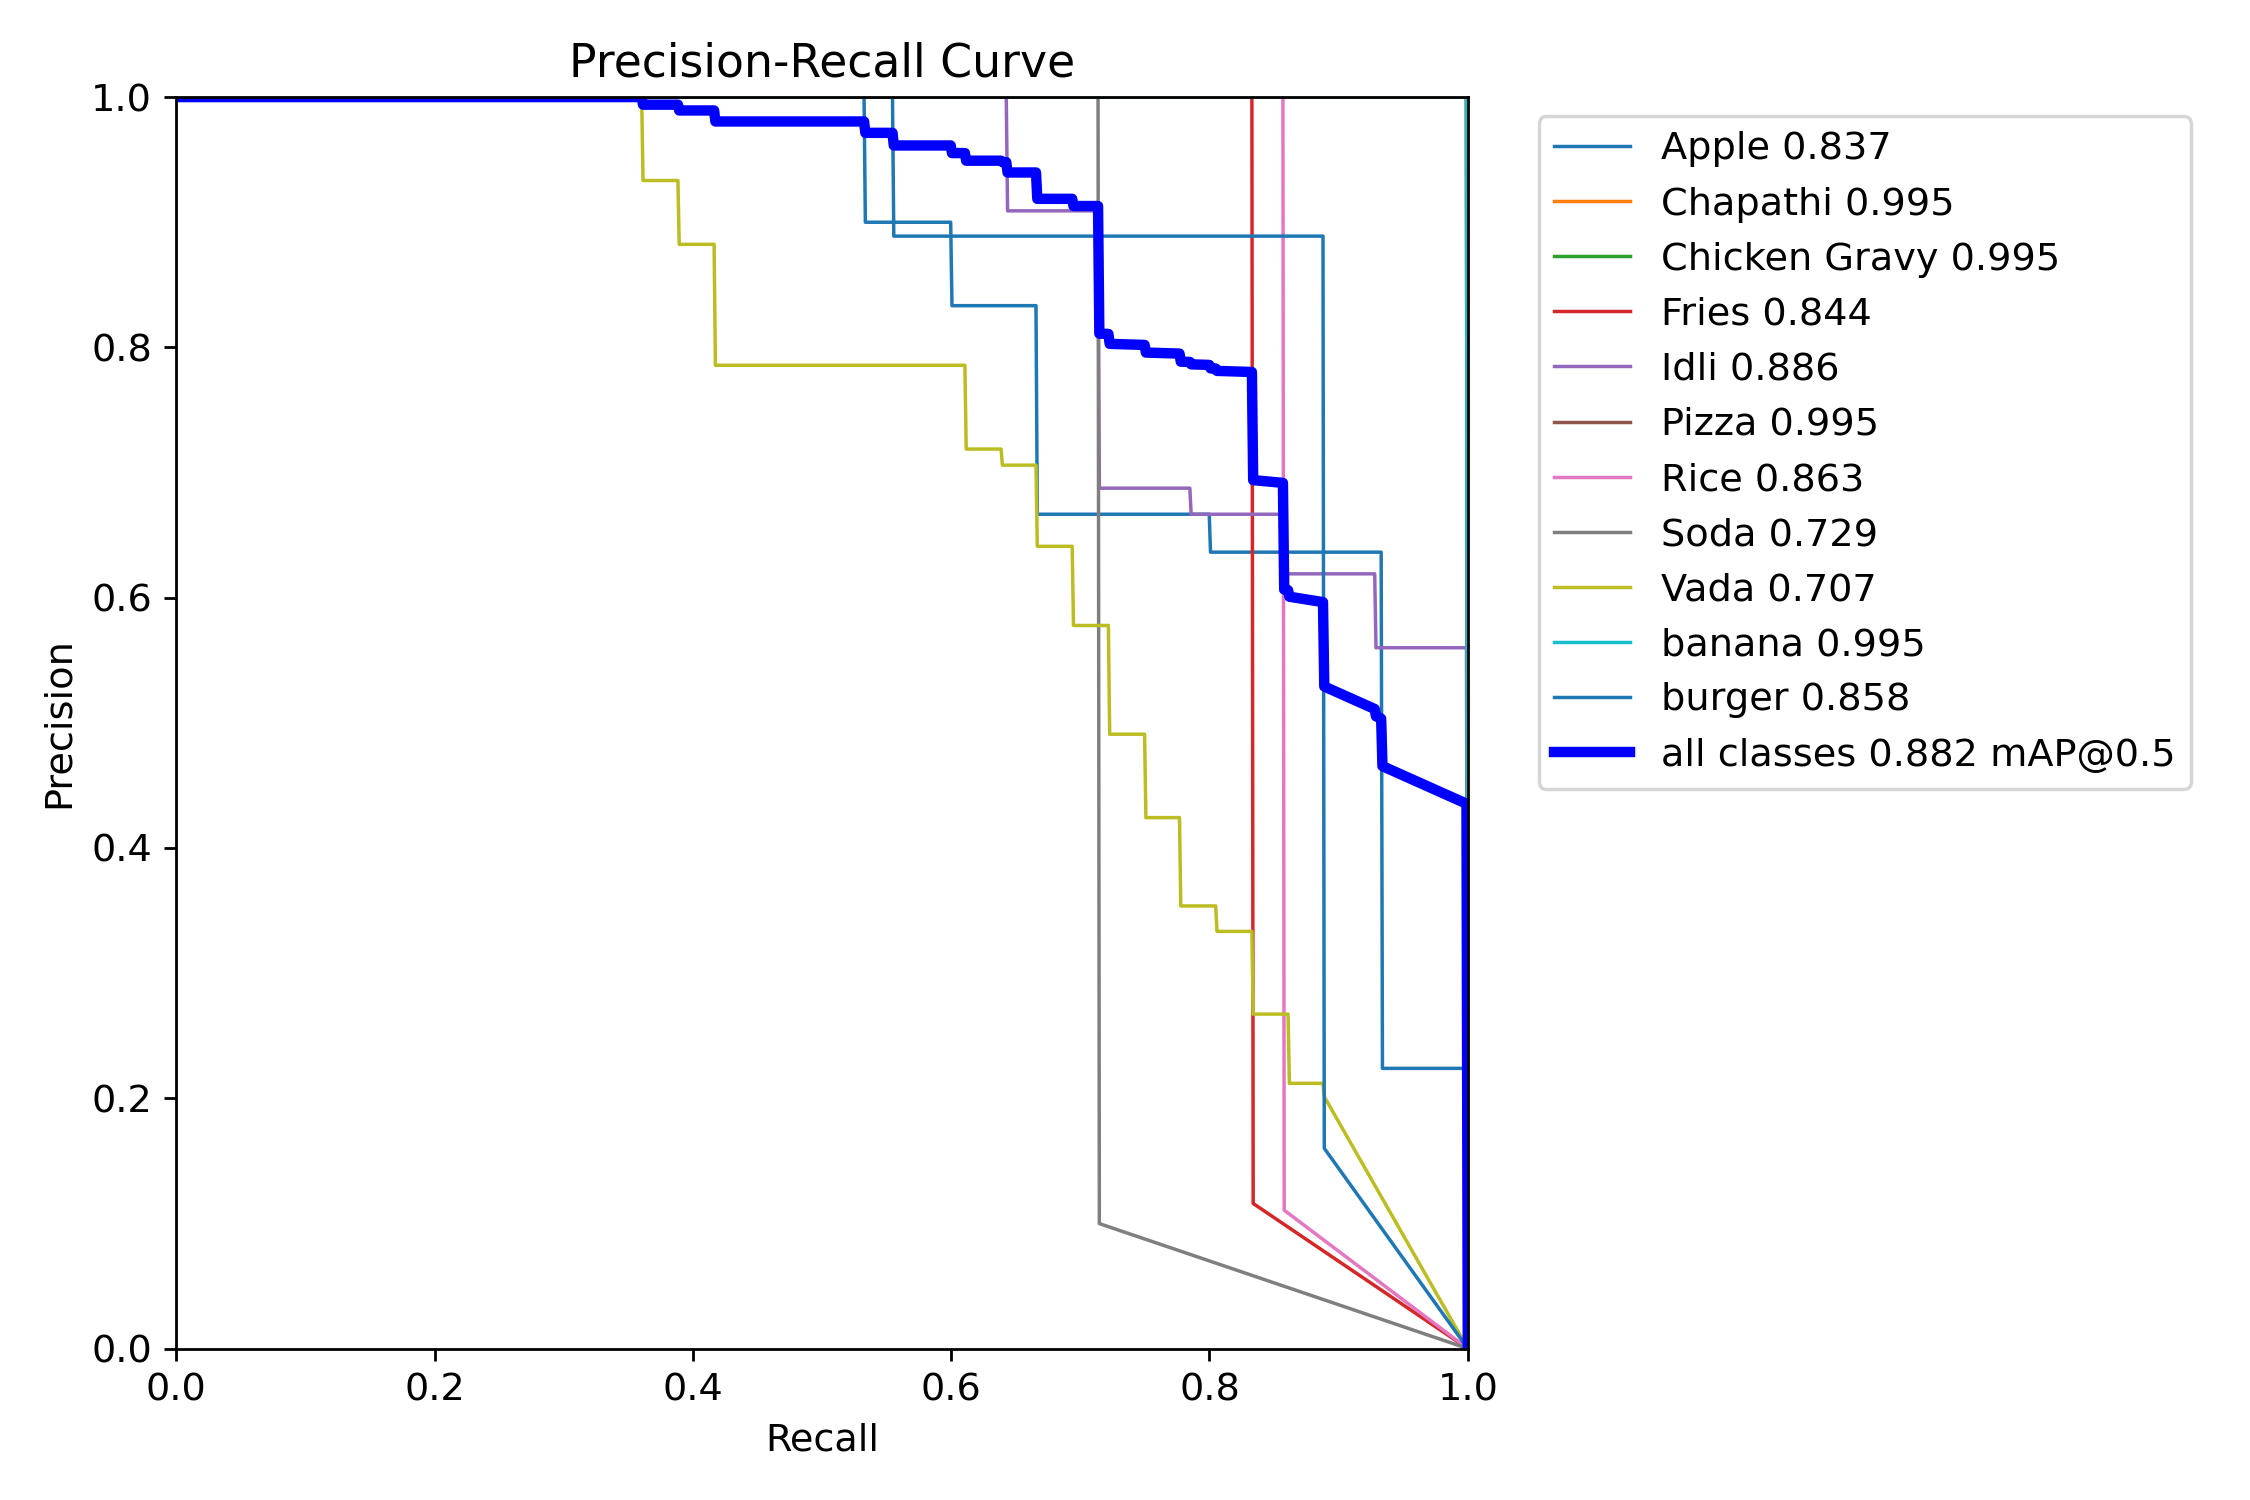 Precision-Recall Curve
1.0
0.8
0.6
0.4
0.2
0.0
Precision
0.0 0.2 0.4 0.6 0.8 1.0
Recall
Apple 0.837
Chapathi 0.995
Chicken Gravy 0.995
Fries 0.844
Idli 0.886
Pizza 0.995
Rice 0.863
Soda 0.729
Vada 0.707
banana 0.995
burger 0.858
all classes 0.882 mAP@0.5